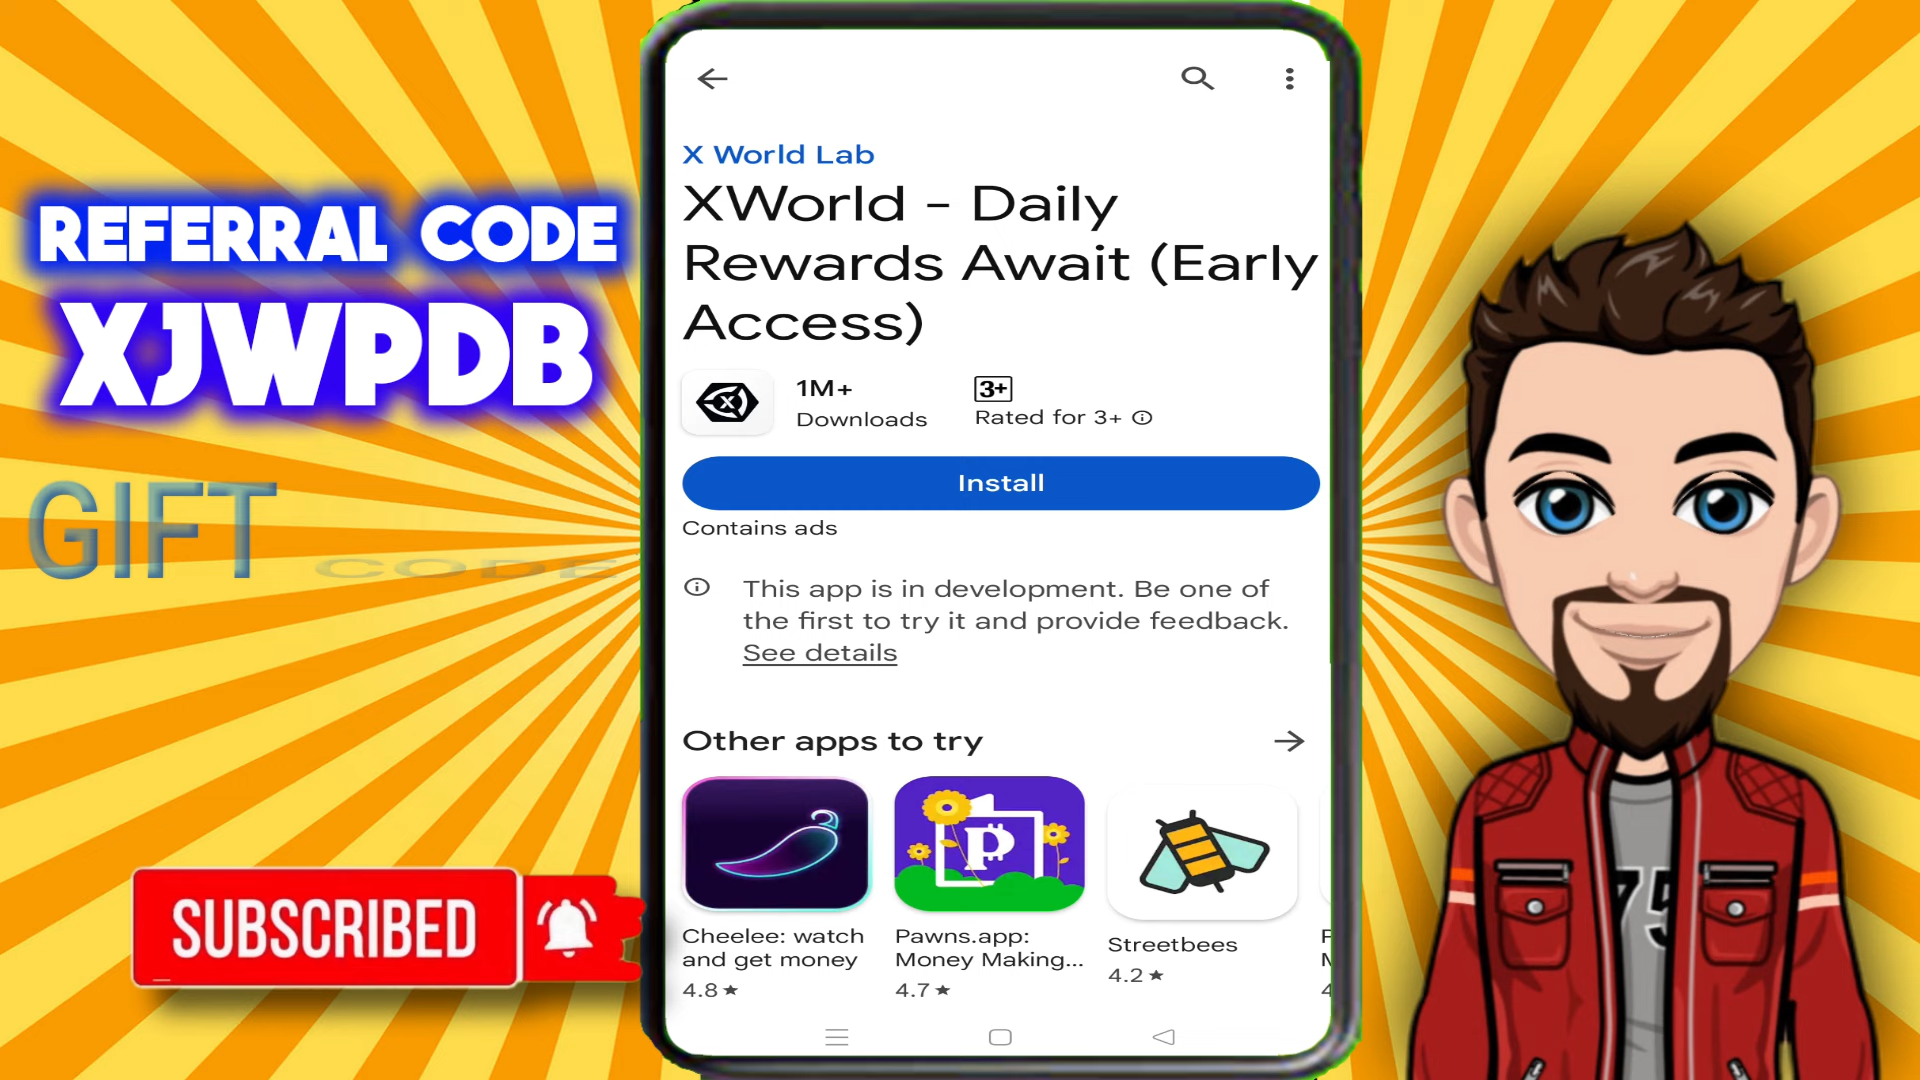 REFERRAL CODE
XJWPDB
GIFT
CODE
SUBSCRIBED
X World Lab
XWorld - Daily
Rewards Await (Early
Access)
X
1M+
Downloads
3+
Rated for 3+
Install
Contains ads
This app is in development. Be one of
the first to try it and provide feedback.
See details
Other apps to try
Cheelee: watch
and get money
4.8★
P
Pawns.app:
Money Making...
4.7★
Streetbees
4.2★
75